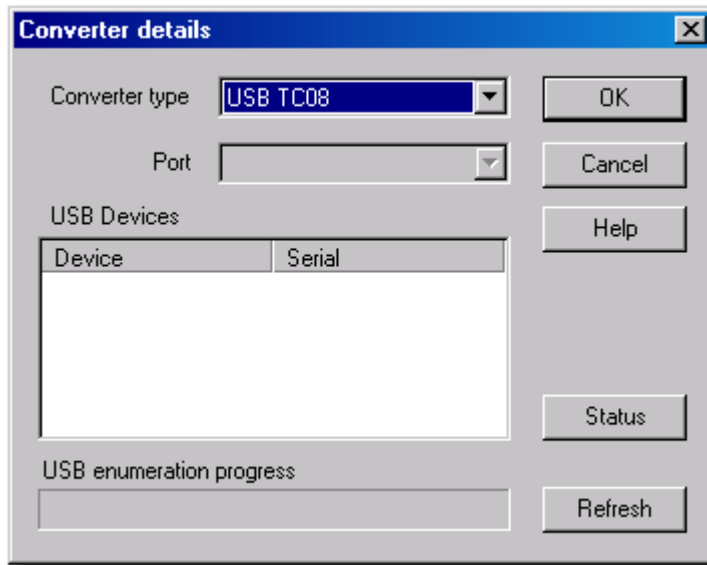 Converter details
Converter type USB TC08 OK
Port Cancel
USB Devices Help
Device Serial
Status
USB enumeration progress
Refresh